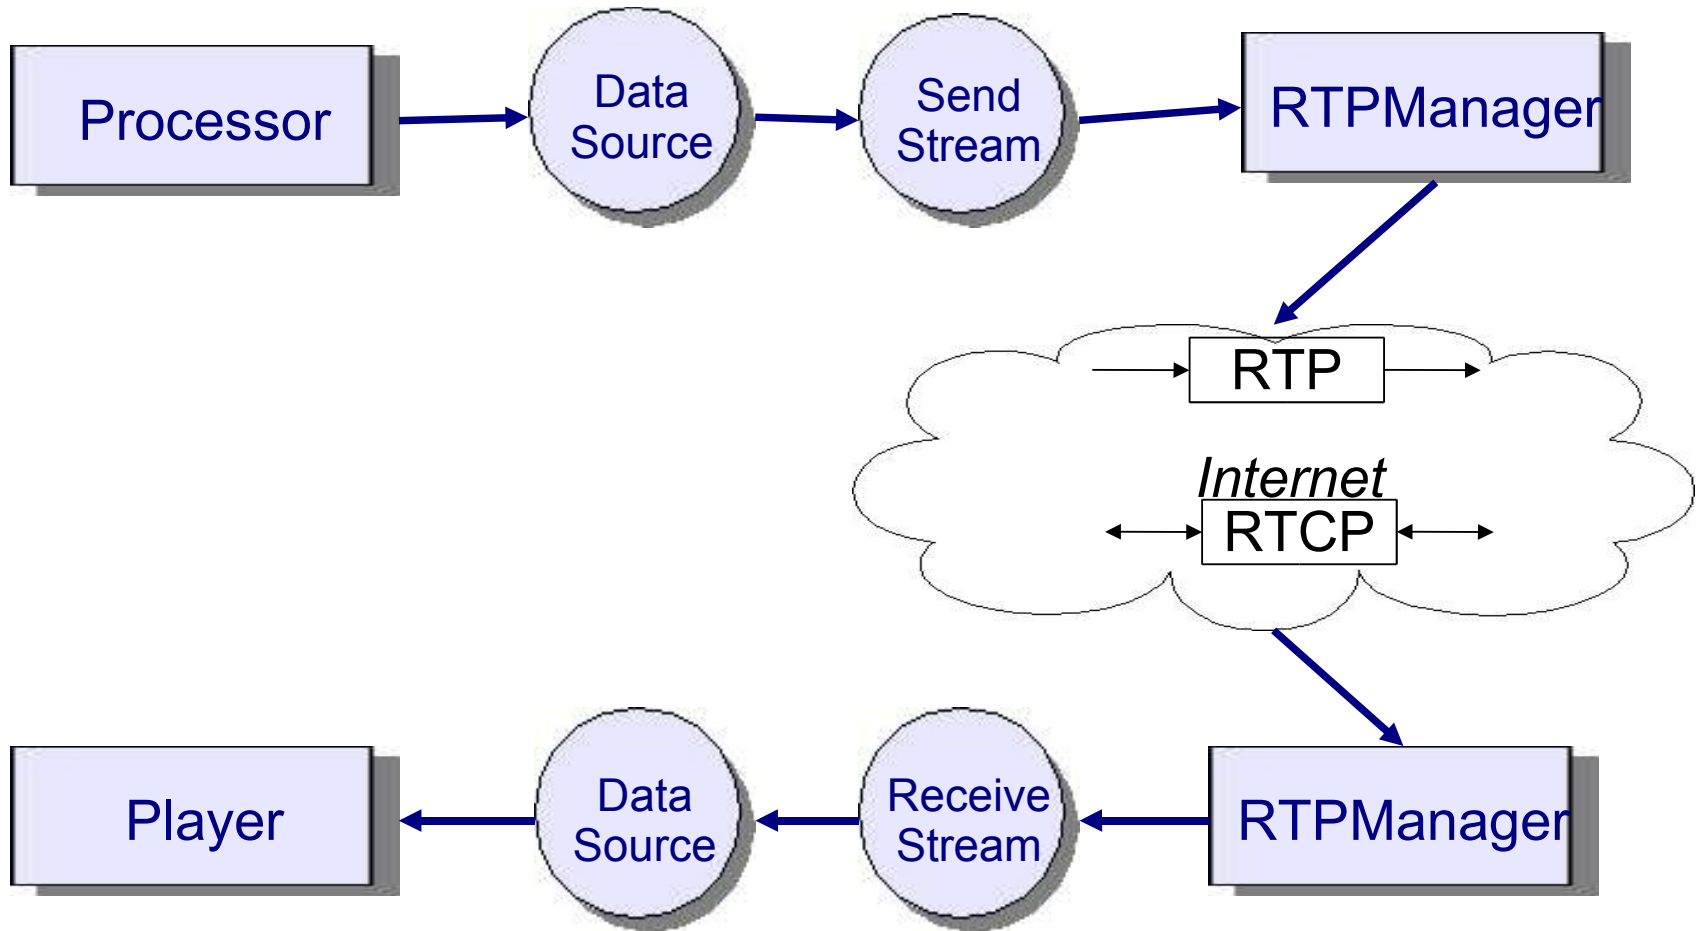 Processor
Data
Source
Send
Stream
RTPManager
RTP
Internet
RTCP
Player
Data
Source
Receive
Stream
RTPManager